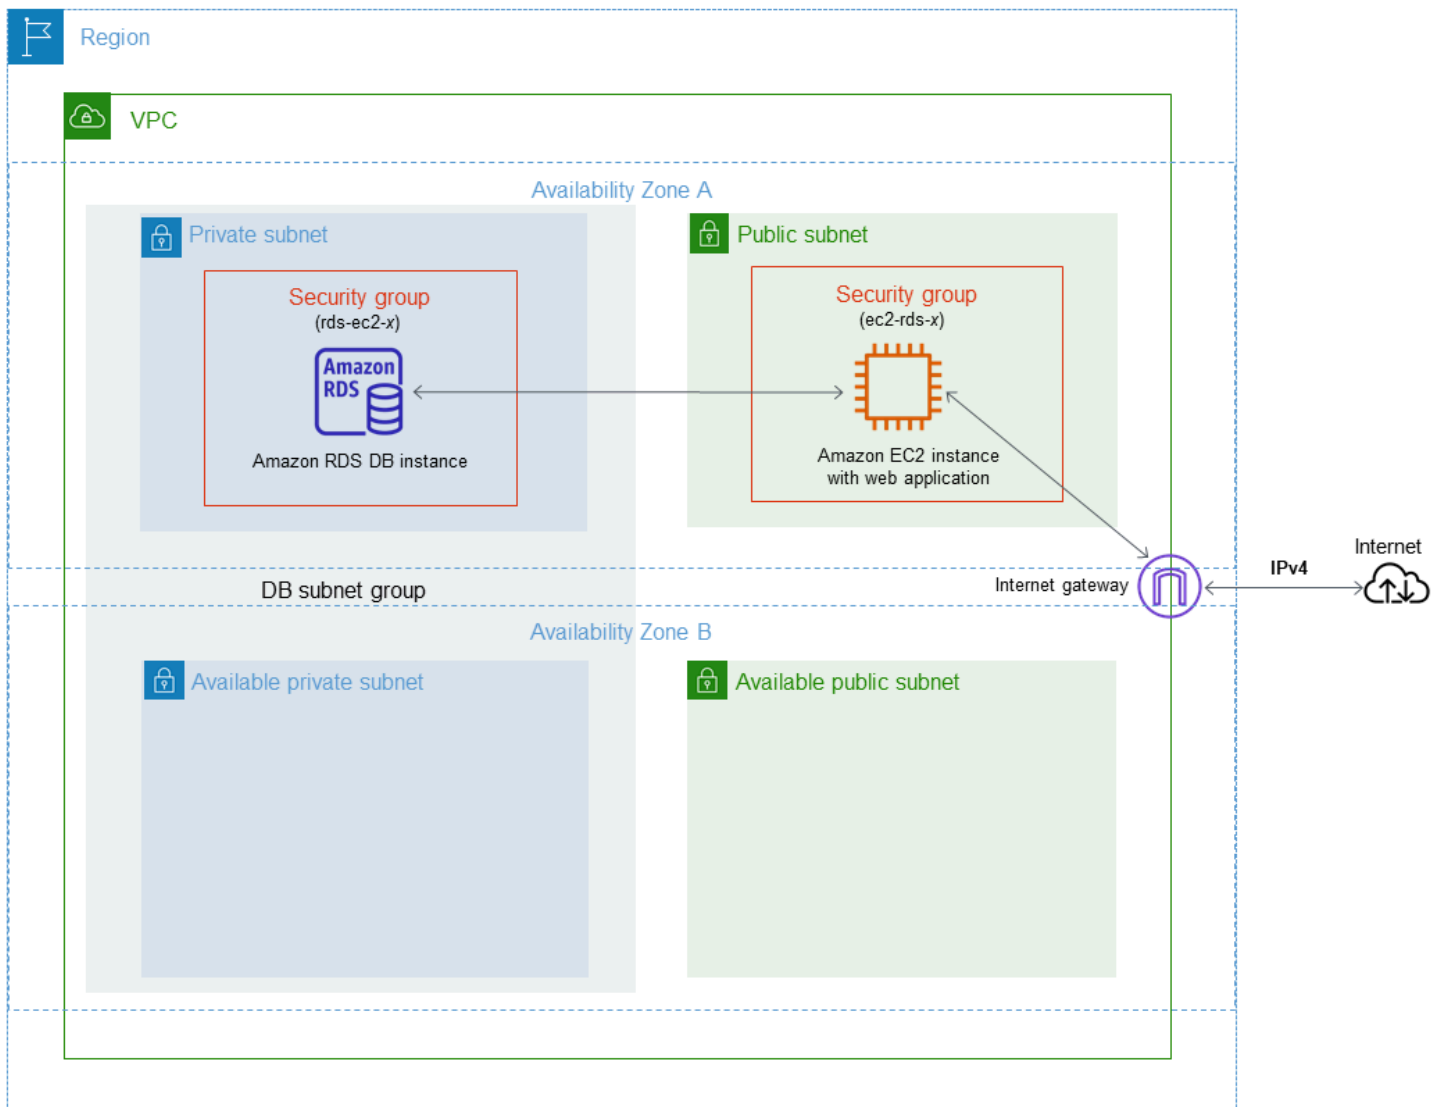 Region
VPC
Availability Zone A
Private subnet
Public subnet
Security group
(rds-ec2-x)
Security group
(ec2-rds-x)
Amazon
RDS
Amazon RDS DB instance
Amazon EC2 instance
with web application
Internet
IPv4
Internet gateway
DB subnet group
Availability Zone B
Available private subnet
Available public subnet